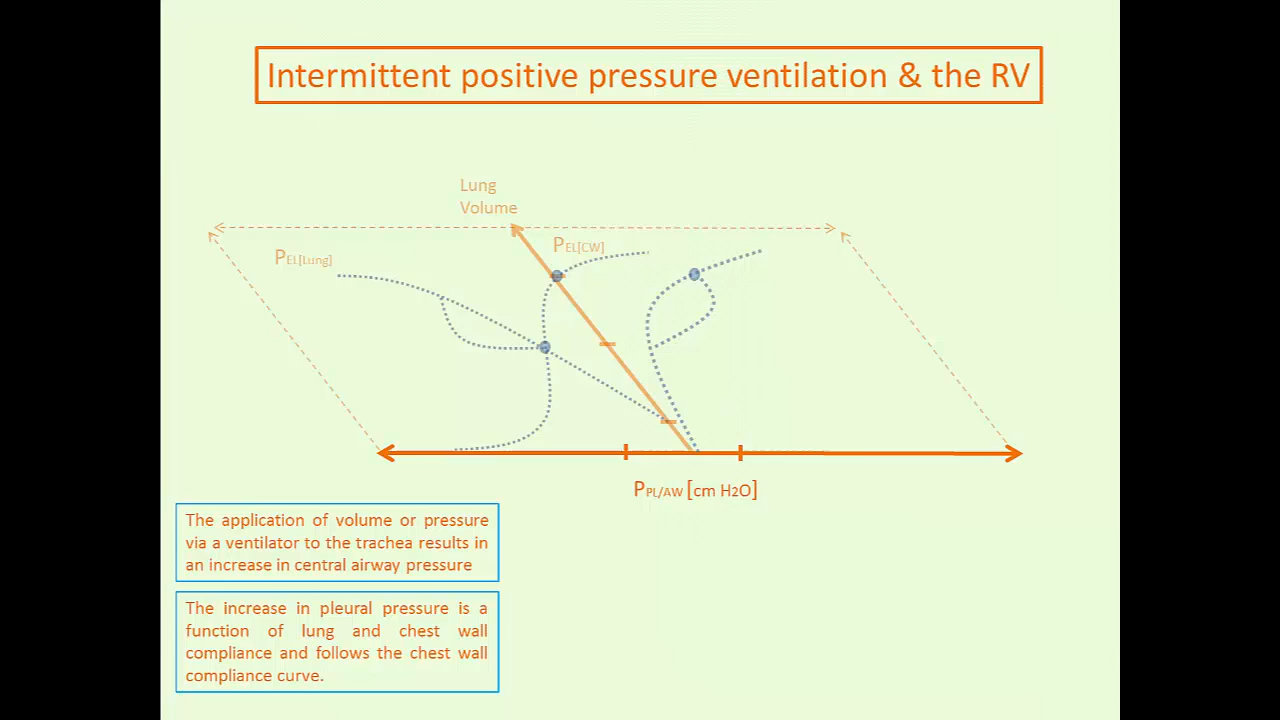 Intermittent positive pressure ventilation & the RV
Lung
Volume
PEL[CW]
PEL[Lung]
PPL/AW [cm H2O]
The application of volume or pressure
via a ventilator to the trachea results in
an increase in central airway pressure
The increase in pleural pressure is a
function of lung and chest wall
compliance and follows the chest wall
compliance curve.